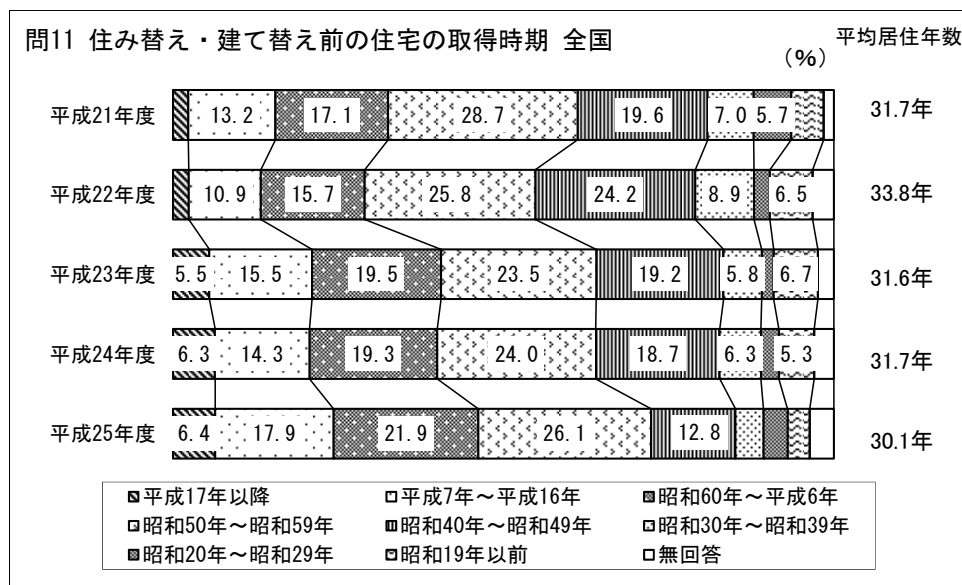 問11 住み替え・建て替え前の住宅の取得時期 全国
平均居住年数
（%）
平成21年度 13.2 17.1 28.7 19.6 7.0 5.7 31.7年
平成22年度 10.9 15.7 25.8 24.2 8.9 6.5 33.8年
平成23年度 5.5 15.5 19.5 23.5 19.2 5.8 6.7 31.6年
平成24年度 6.3 14.3 19.3 24.0 18.7 6.3 5.3 31.7年
平成25年度 6.4 17.9 21.9 26.1 12.8 30.1年
平成17年以降 平成7年～平成16年 昭和60年～平成6年
昭和50年～昭和59年 昭和40年～昭和49年 昭和30年～昭和39年
昭和20年～昭和29年 昭和19年以前 無回答